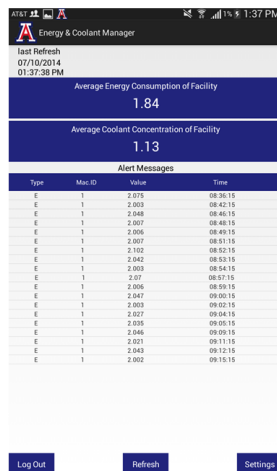 AT&T 1% 1:37 PM
A Energy & Coolant Manager
last Refresh
07/10/2014
01:37:38 PM
Average Energy Consumption of Facility
1.84
Average Coolant Concentration of Facility
1.13
Alert Messages
Type Mac.ID Value Time
E 1 2.075 08:36:15
E 1 2.003 08:42:15
E 1 2.048 08:46:15
E 1 2.007 08:48:15
E 1 2.006 08:49:15
E 1 2.007 08:51:15
E 1 2.102 08:52:15
E 1 2.042 08:53:15
E 1 2.003 08:54:15
E 1 2.07 08:57:15
E 1 2.006 08:59:15
E 1 2.047 09:00:15
E 1 2.003 09:02:15
E 1 2.027 09:04:15
E 1 2.035 09:05:15
E 1 2.046 09:09:15
E 1 2.021 09:11:15
E 1 2.043 09:12:15
E 1 2.002 09:15:15
Log Out Refresh Settings